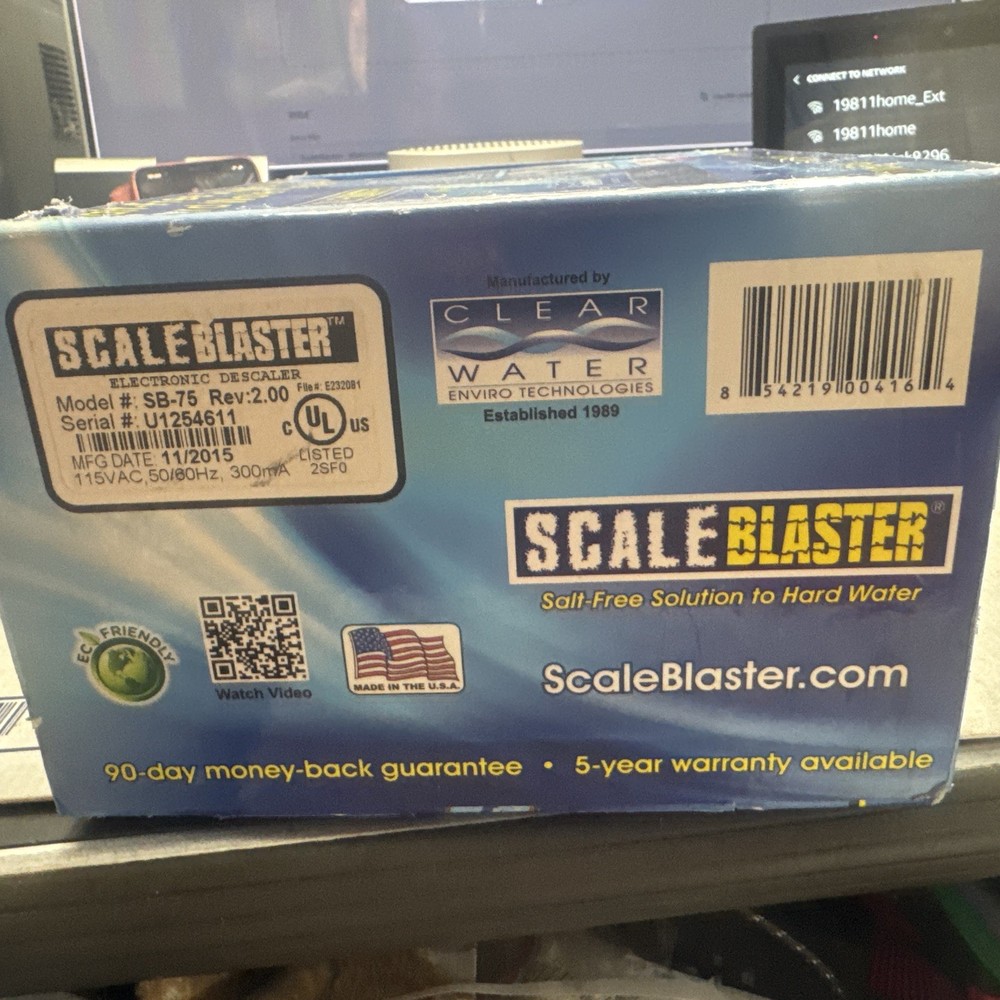 CONNECT TO NETWORK
19811home_Ext
19811home
SCALEBLASTER™
ELECTRONIC DESCALER
File #: E232081
Model #: SB-75 Rev:2.00
Serial #: U1254611
C UL US
MFG DATE 11/2015
LISTED
115VAC,50/60Hz, 300mA
2SF0
Manufactured by
CLEAR
WATER
ENVIRO TECHNOLOGIES
Established 1989
8 54219 00416 4
SCALEBLASTER®
Salt-Free Solution to Hard Water
ECO FRIENDLY
Watch Video
MADE IN THE U.S.A.
ScaleBlaster.com
90-day money-back guarantee • 5-year warranty available